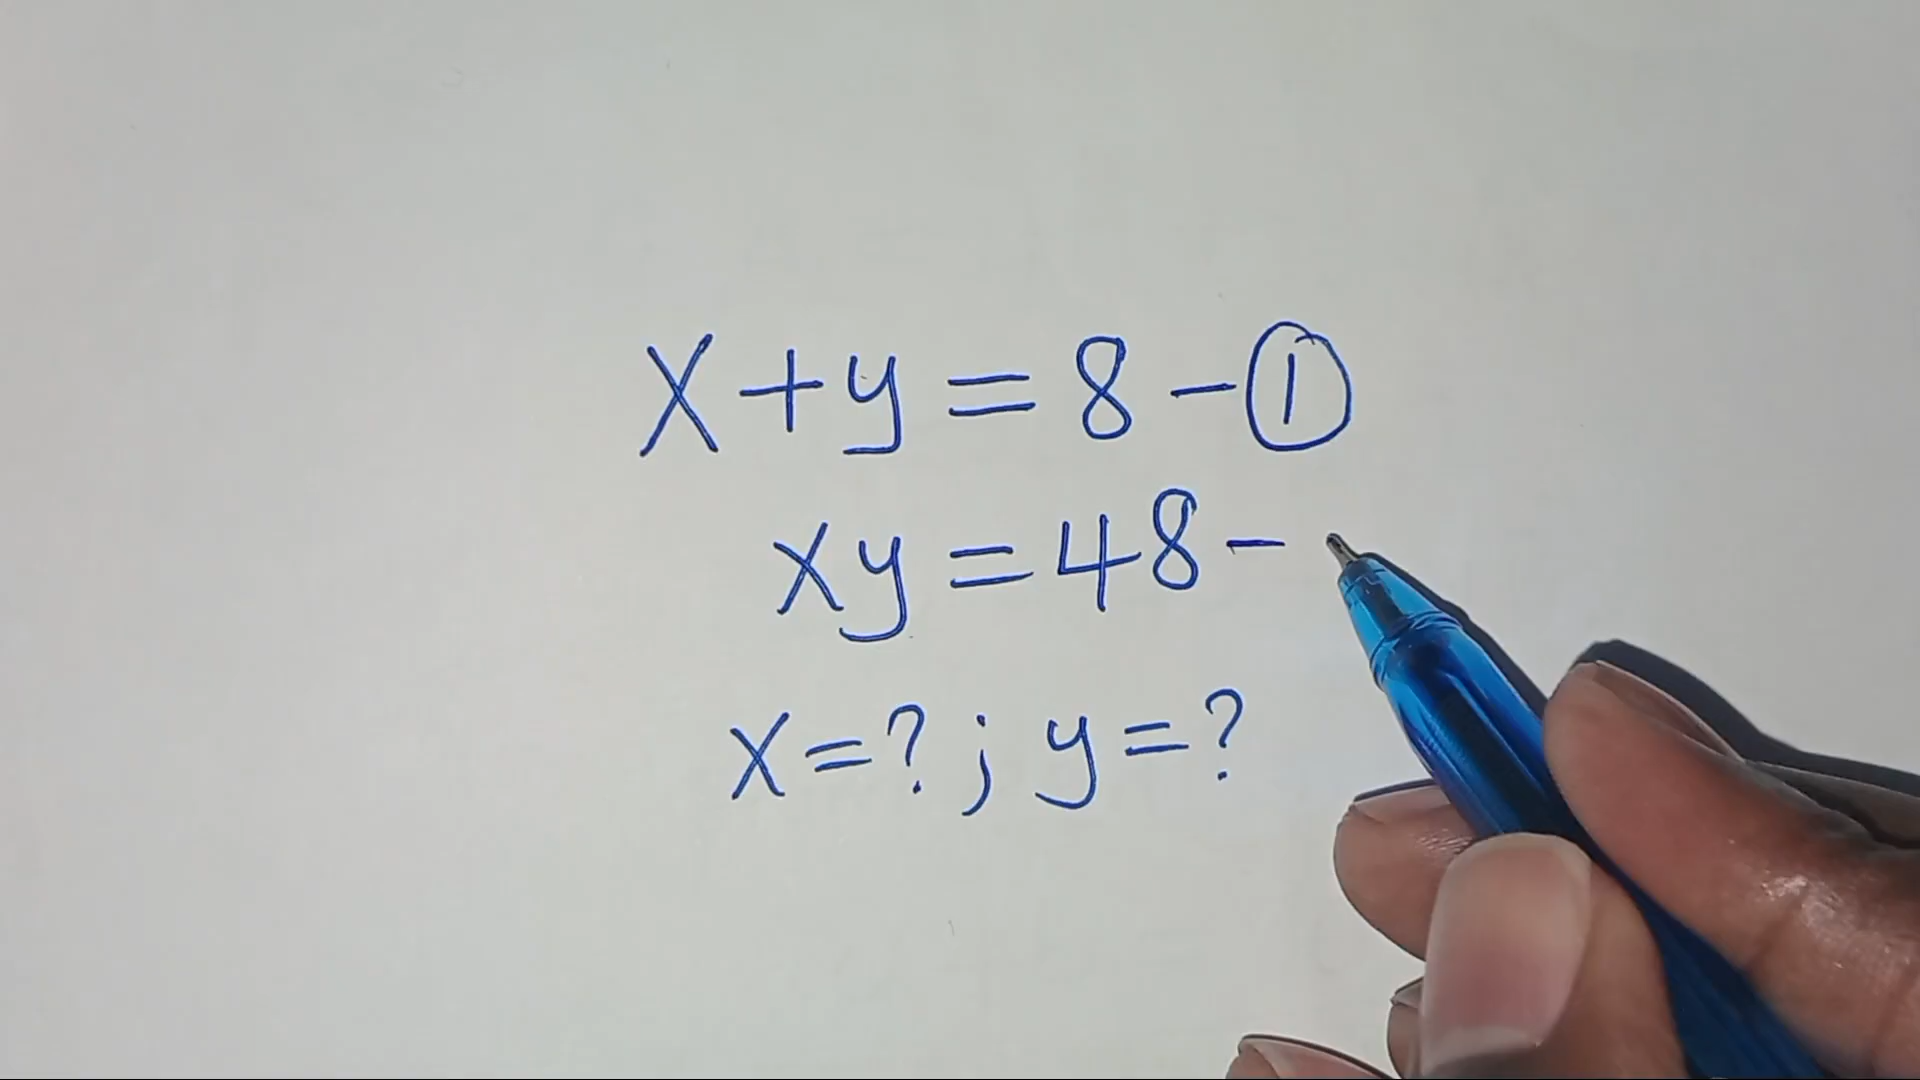 x+y=8-①
xy=48-
x=?; y=?